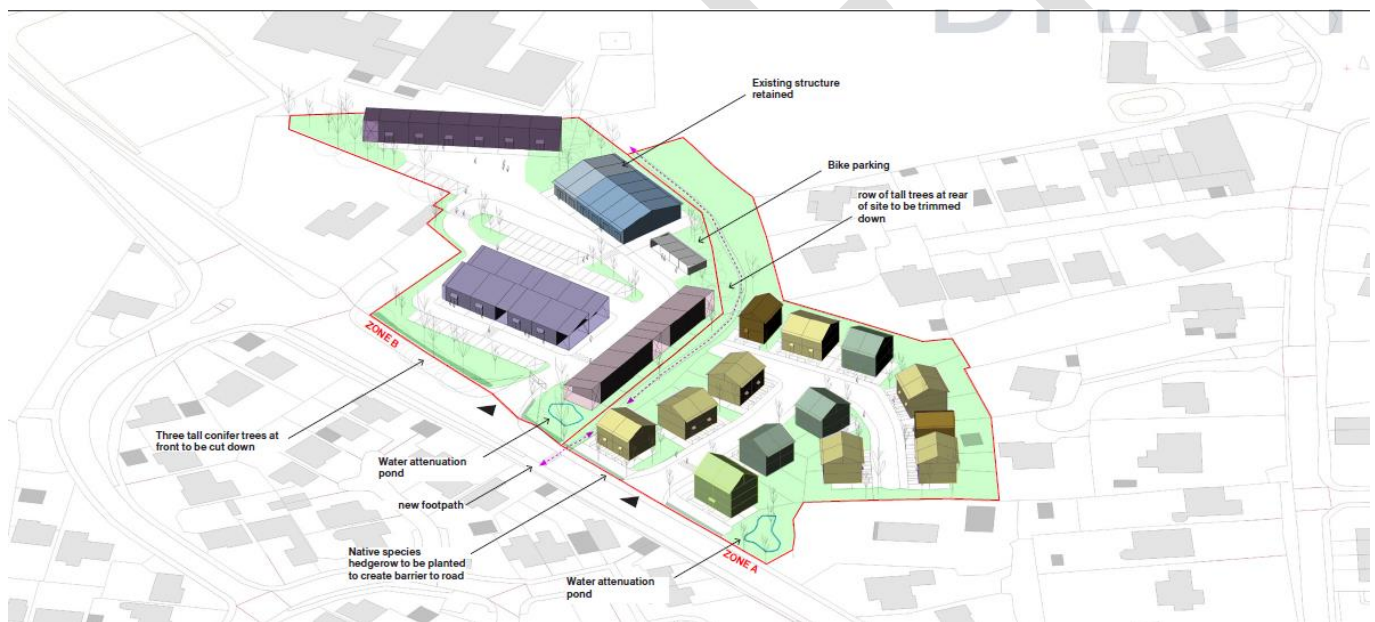 DRAFT
Existing structure
retained
Bike parking
row of tall trees at rear
of site to be trimmed
down
ZONE B
Three tall conifer trees at
front to be cut down
Water attenuation
pond
new footpath
Native species
hedgerow to be planted
to create barrier to road
ZONE A
Water attenuation
pond